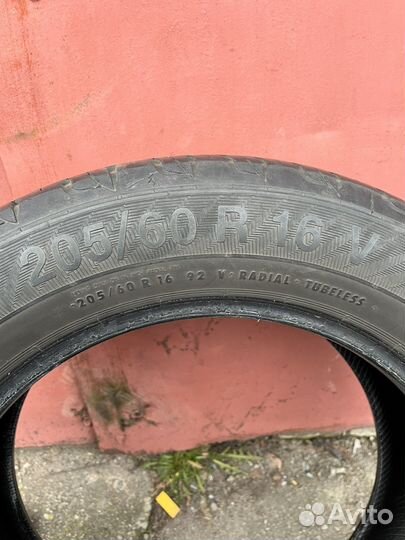 205/60 R 16 V
205/60 R 16 92 V · RADIAL · TUBELESS
Avito